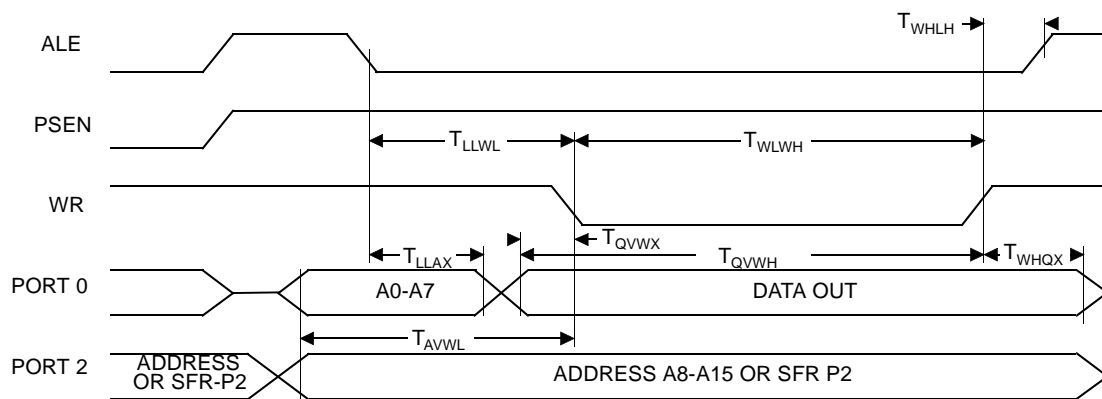 T_WHLH
ALE
PSEN
T_LLWL
T_WLWH
WR
T_QVWX
T_LLAX
T_QVWH
T_WHQX
PORT 0
A0-A7
DATA OUT
T_AVWL
PORT 2
ADDRESS
OR SFR-P2
ADDRESS A8-A15 OR SFR P2